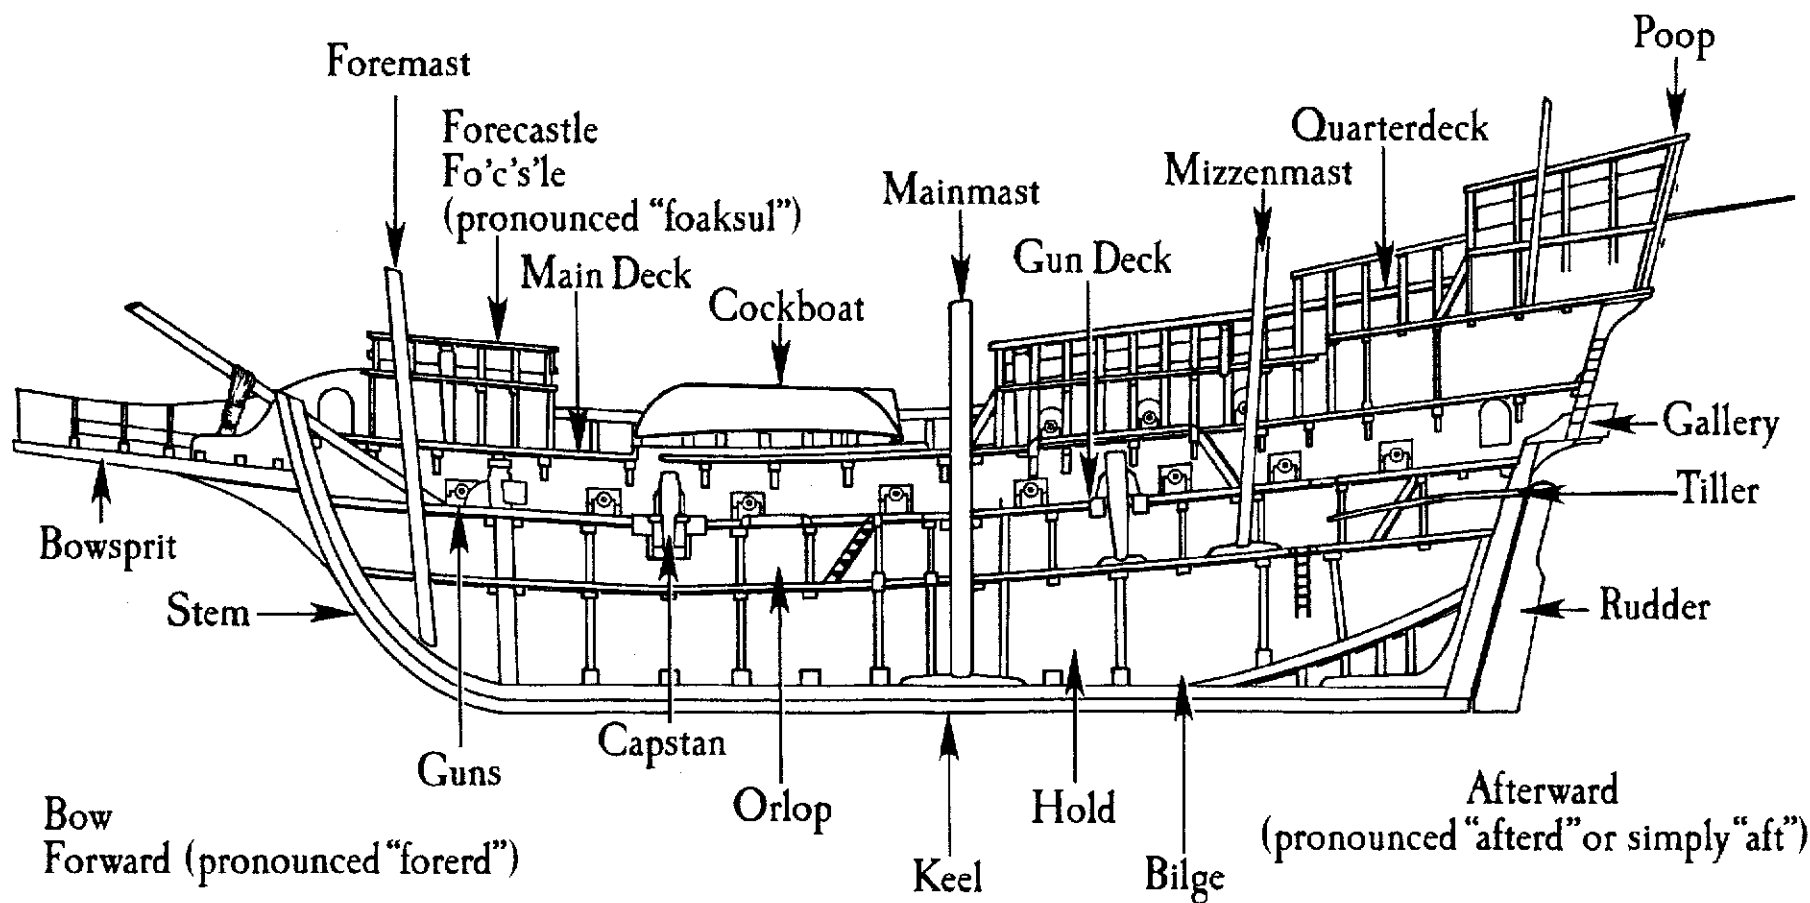 Poop
Foremast
Quarterdeck
Forecastle
Fo'c's'le
(pronounced “foaksul”)
Mizzenmast
Mainmast
Gun Deck
Main Deck
Cockboat
Gallery
Tiller
Bowsprit
Stem
Rudder
Capstan
Guns
Orlop
Hold
Keel
Bilge
Bow
Forward (pronounced “forerd”)
Afterward
(pronounced “afterd” or simply “aft”)